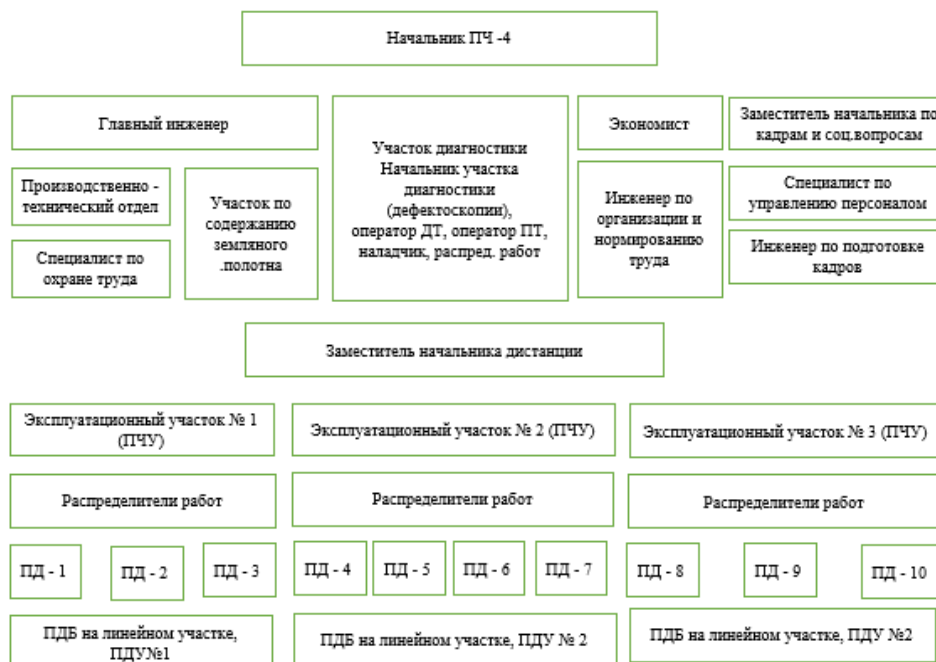 Начальник ПЧ -4
Главный инженер
Производственно -
технический отдел
Специалист по
охране труда
Участок по
содержанию
земляного
.полотна
Участок диагностики
Начальник участка
диагностики
(дефектоскопии),
оператор ДТ, оператор ПТ,
наладчик, распред. работ
Экономист
Инженер по
организации и
нормированию
труда
Заместитель начальника по
кадрам и соц.вопросам
Специалист по
управлению персоналом
Инженер по подготовке
кадров
Заместитель начальника дистанции
Эксплуатационный участок № 1
(ПЧУ)
Эксплуатационный участок № 2 (ПЧУ)
Эксплуатационный участок № 3 (ПЧУ)
Распределители работ
Распределители работ
Распределители работ
ПД - 1
ПД - 2
ПД - 3
ПД - 4
ПД - 5
ПД - 6
ПД - 7
ПД - 8
ПД - 9
ПД - 10
ПДБ на линейном участке,
ПДУ№1
ПДБ на линейном участке, ПДУ № 2
ПДБ на линейном участке, ПДУ №2